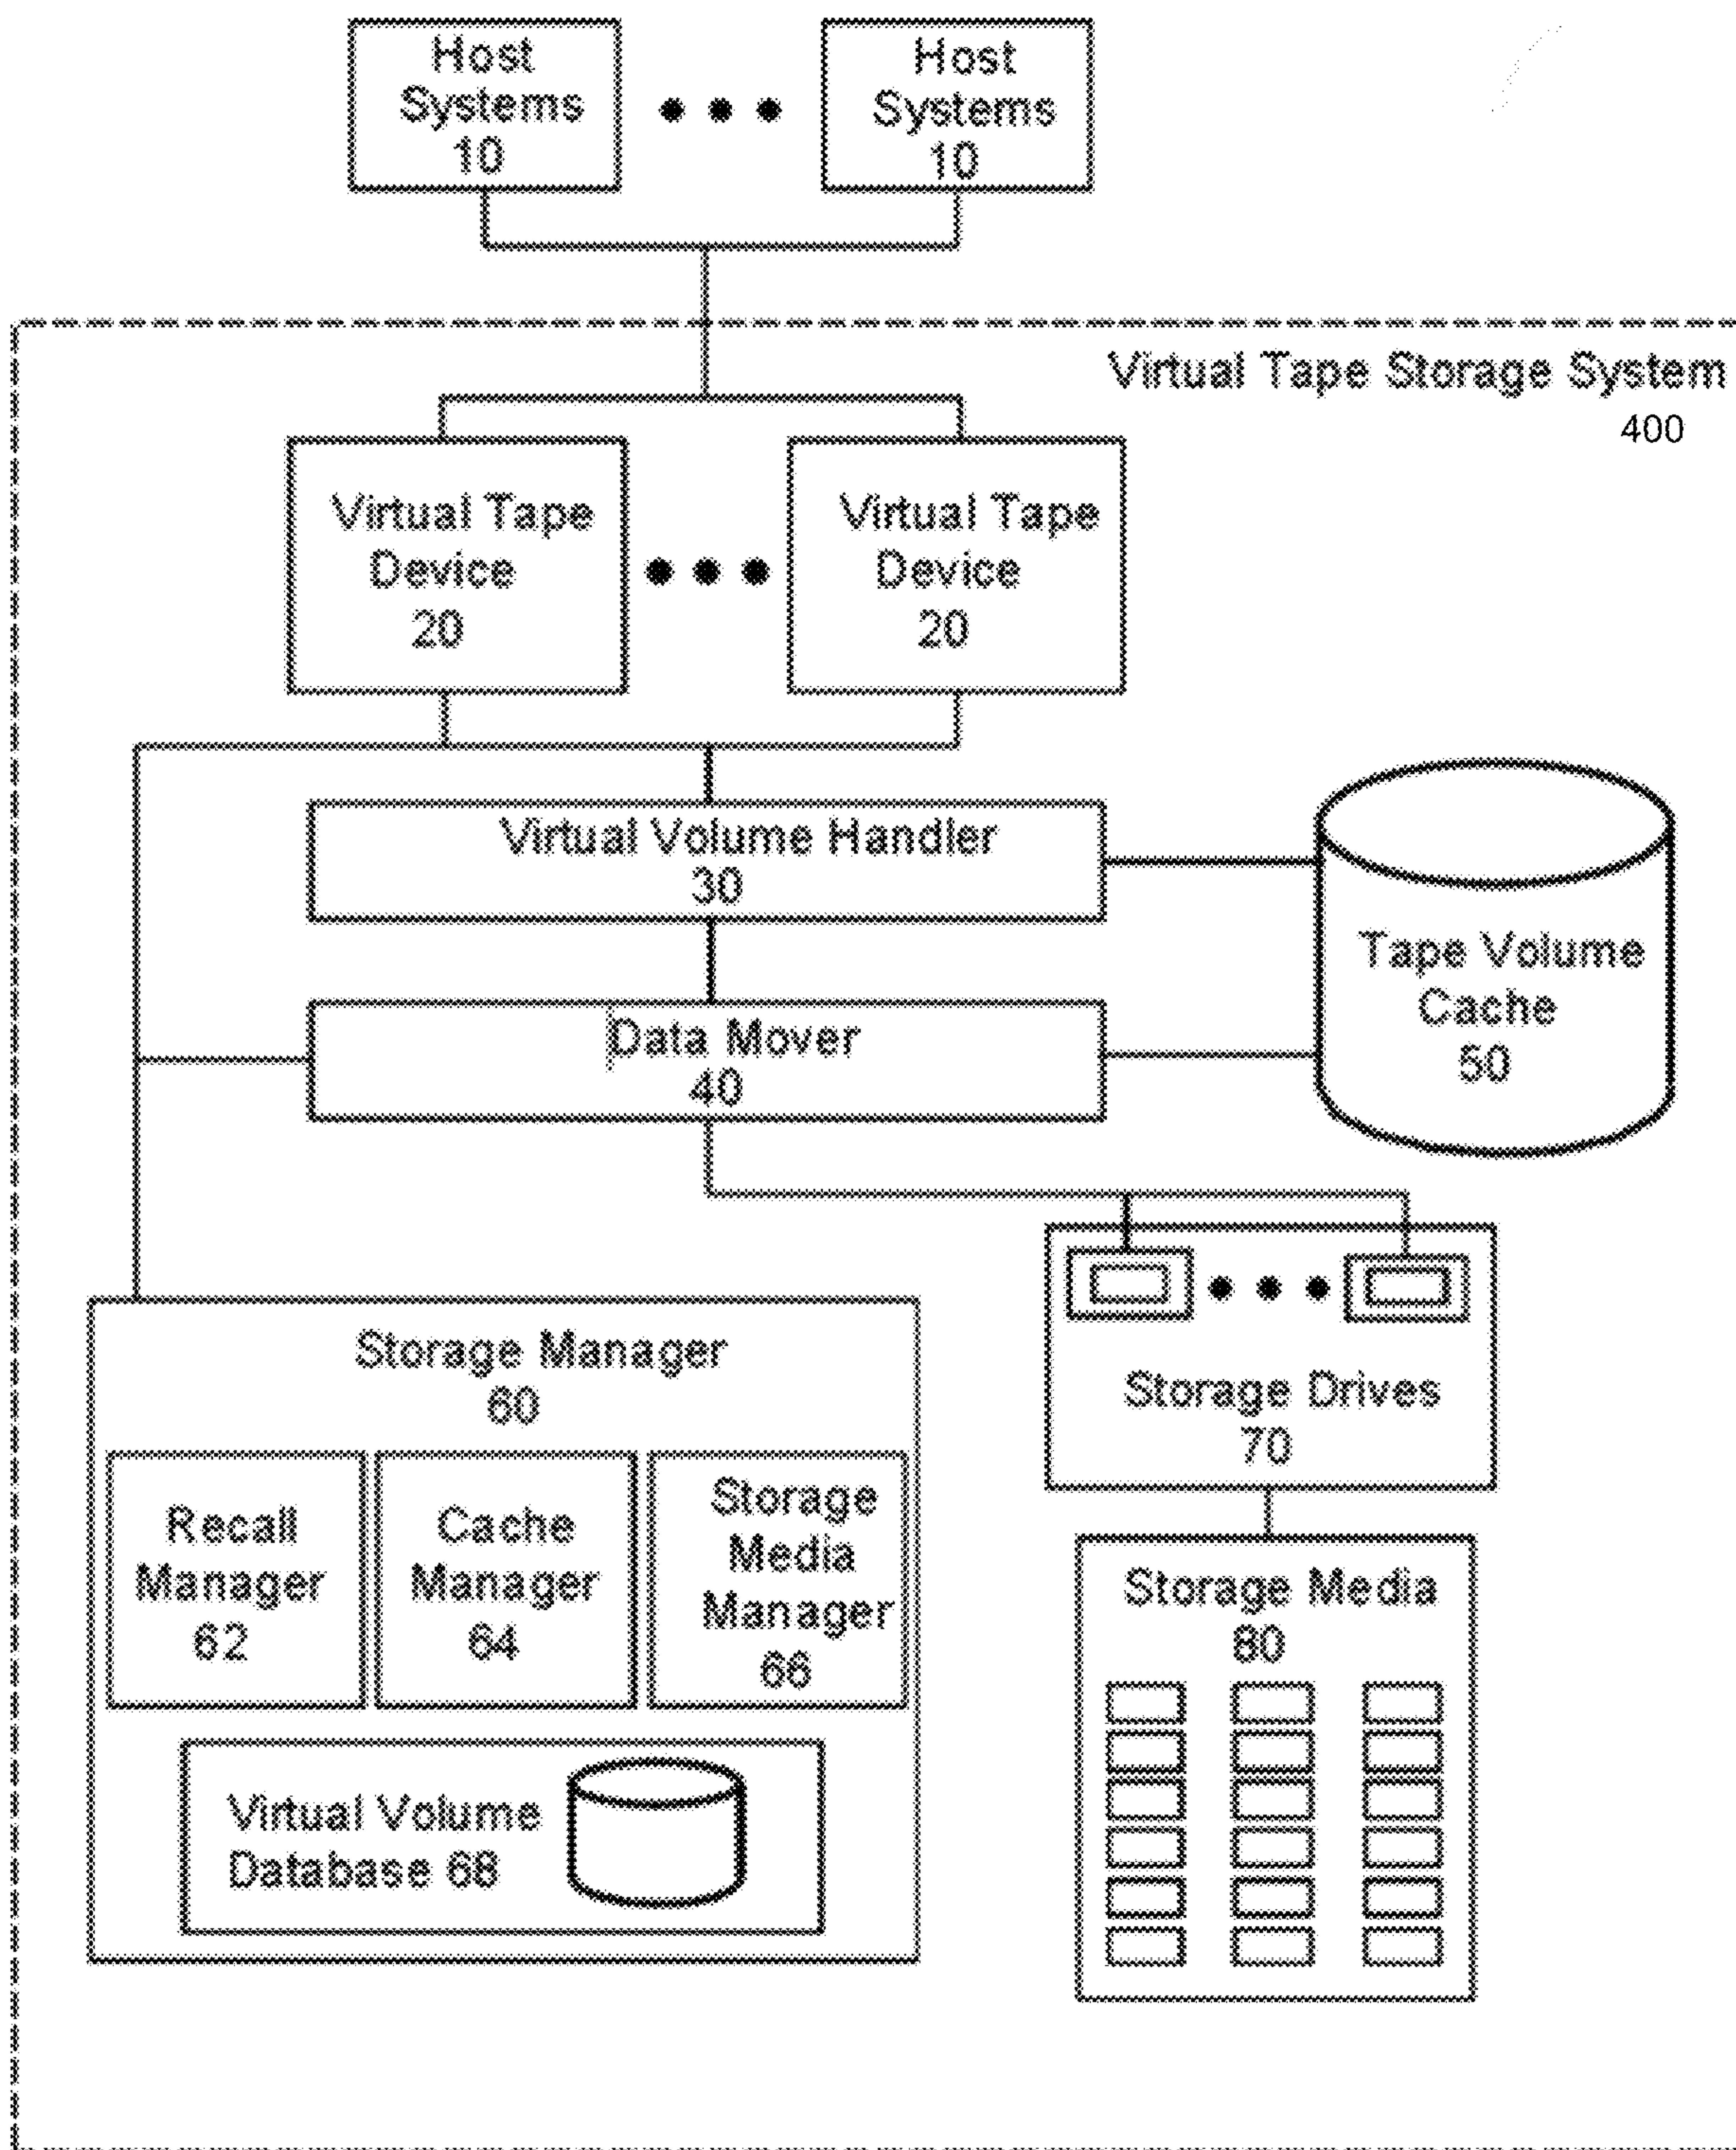 Host
Systems
10
Host
Systems
10
Virtual Tape Storage System
400
Virtual Tape
Device
20
Virtual Tape
Device
20
Virtual Volume Handler
30
Data Mover
40
Tape Volume
Cache
50
Storage Manager
60
Recall
Manager
62
Cache
Manager
64
Storage
Media
Manager
66
Virtual Volume
Database 68
Storage Drives
70
Storage Media
80